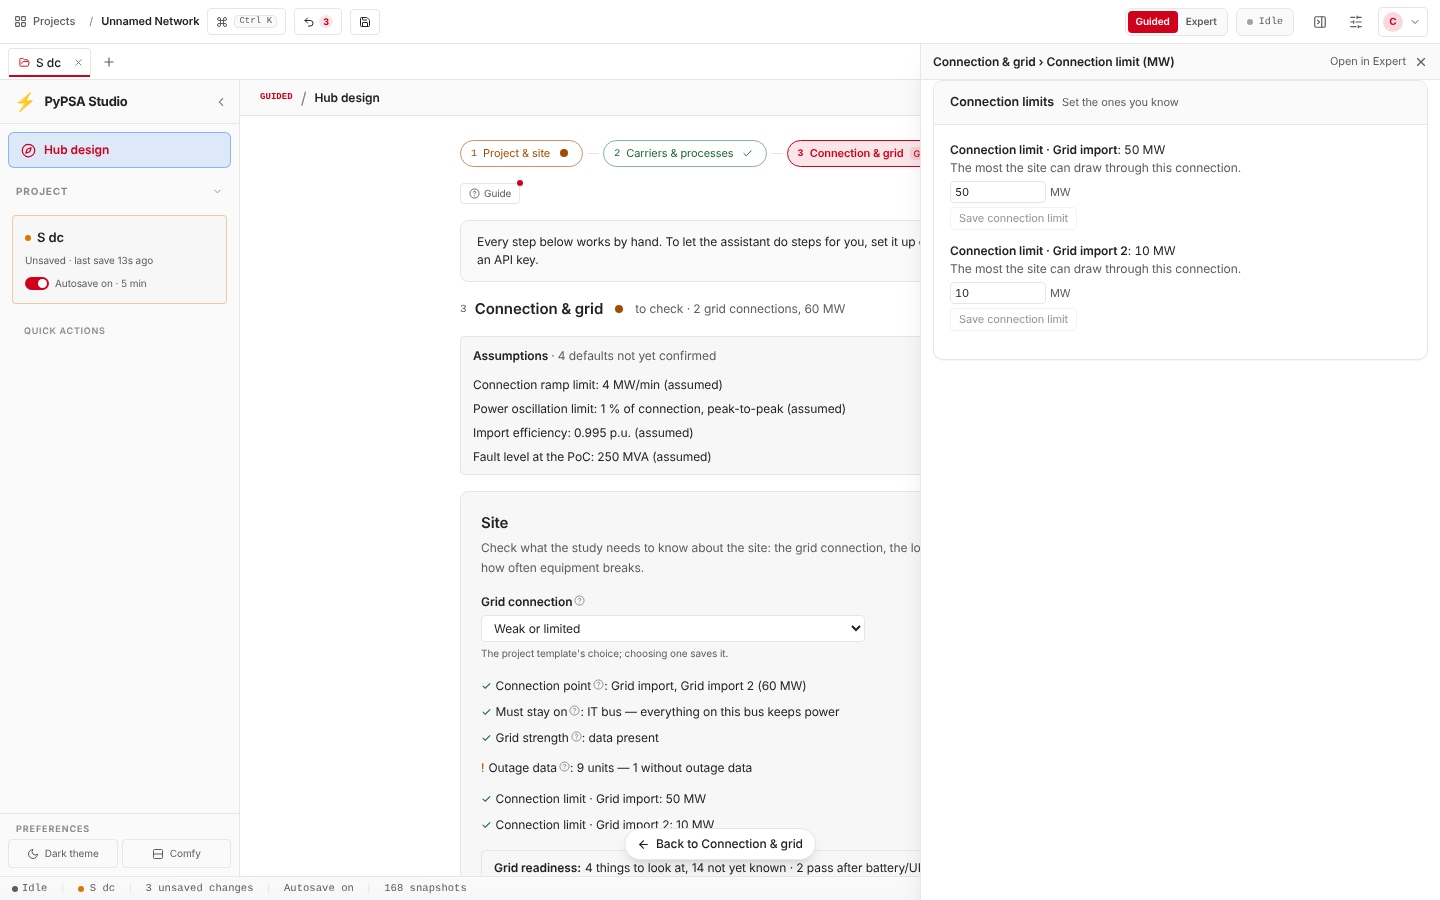 Projects / Unnamed Network Ctrl K 3 Guided Expert Idle C
S dc
PyPSA Studio
Hub design
PROJECT
S dc
Unsaved · last save 13s ago
Autosave on · 5 min
QUICK ACTIONS
PREFERENCES
Dark theme Comfy
GUIDED / Hub design
1 Project & site 2 Carriers & processes 3 Connection & grid
Guide
Every step below works by hand. To let the assistant do steps for you, set it up
an API key.
3 Connection & grid to check · 2 grid connections, 60 MW
Assumptions · 4 defaults not yet confirmed
Connection ramp limit: 4 MW/min (assumed)
Power oscillation limit: 1 % of connection, peak-to-peak (assumed)
Import efficiency: 0.995 p.u. (assumed)
Fault level at the PoC: 250 MVA (assumed)
Site
Check what the study needs to know about the site: the grid connection, the lo
how often equipment breaks.
Grid connection ?
Weak or limited
The project template's choice; choosing one saves it.
✓ Connection point ? : Grid import, Grid import 2 (60 MW)
✓ Must stay on ? : IT bus — everything on this bus keeps power
✓ Grid strength ? : data present
! Outage data ? : 9 units — 1 without outage data
✓ Connection limit · Grid import: 50 MW
✓ Connection limit · Grid import 2: 10 MW
← Back to Connection & grid
Grid readiness: 4 things to look at, 14 not yet known · 2 pass after battery/U
Connection & grid › Connection limit (MW) Open in Expert
Connection limits Set the ones you know
Connection limit · Grid import: 50 MW
The most the site can draw through this connection.
50 MW
Save connection limit
Connection limit · Grid import 2: 10 MW
The most the site can draw through this connection.
10 MW
Save connection limit
Idle S dc 3 unsaved changes Autosave on 168 snapshots